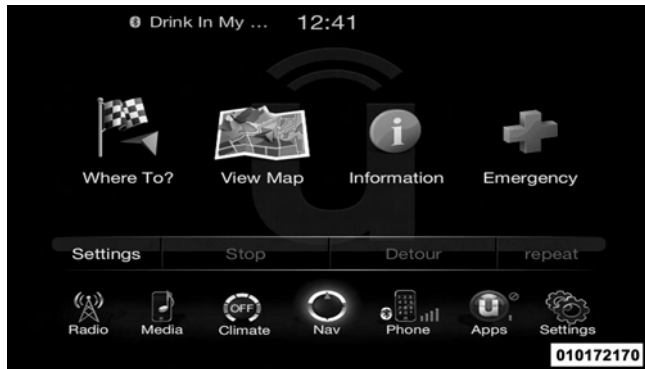 Drink In My ... 12:41
Where To? View Map Information Emergency
Settings Stop Detour repeat
OFF
Radio Media Climate Nav Phone Apps Settings
010172170